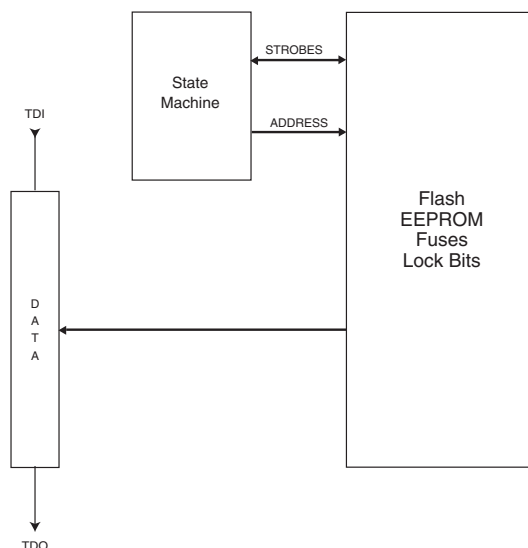 STROBES
State
Machine
ADDRESS
TDI
Flash
EEPROM
Fuses
Lock Bits
D
A
T
A
TDO